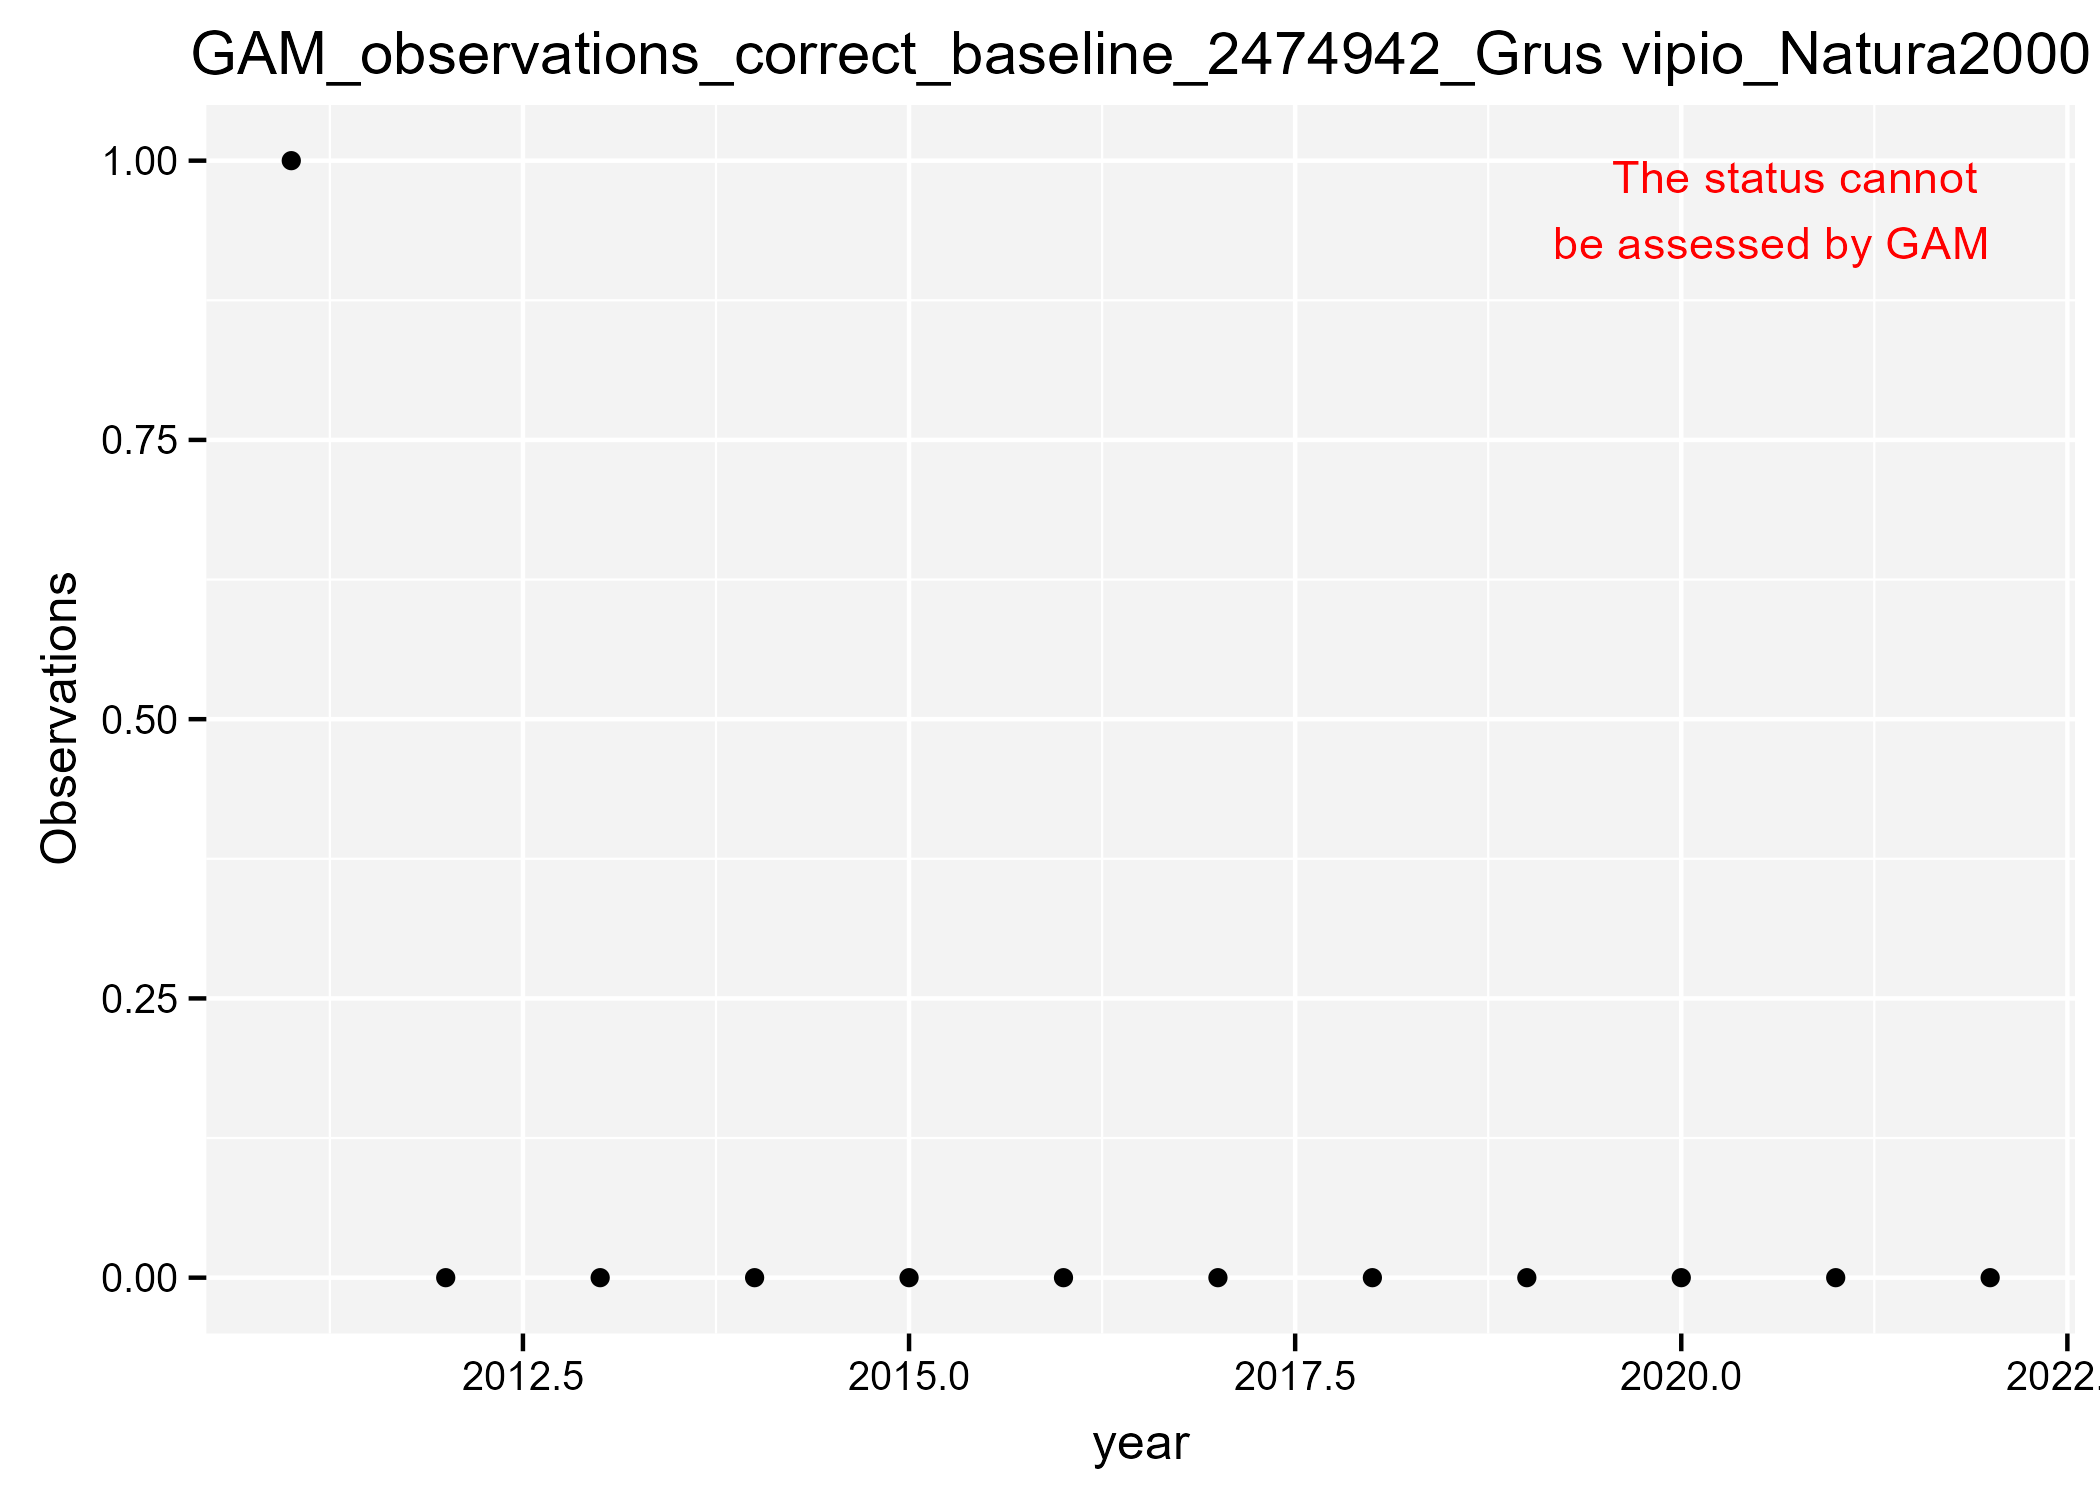 GAM_observations_correct_baseline_2474942_Grus vipio_Natura2000
The status cannot
be assessed by GAM
1.00
0.75
0.50
0.25
0.00
Observations
2012.5
2015.0
2017.5
2020.0
2022.
year